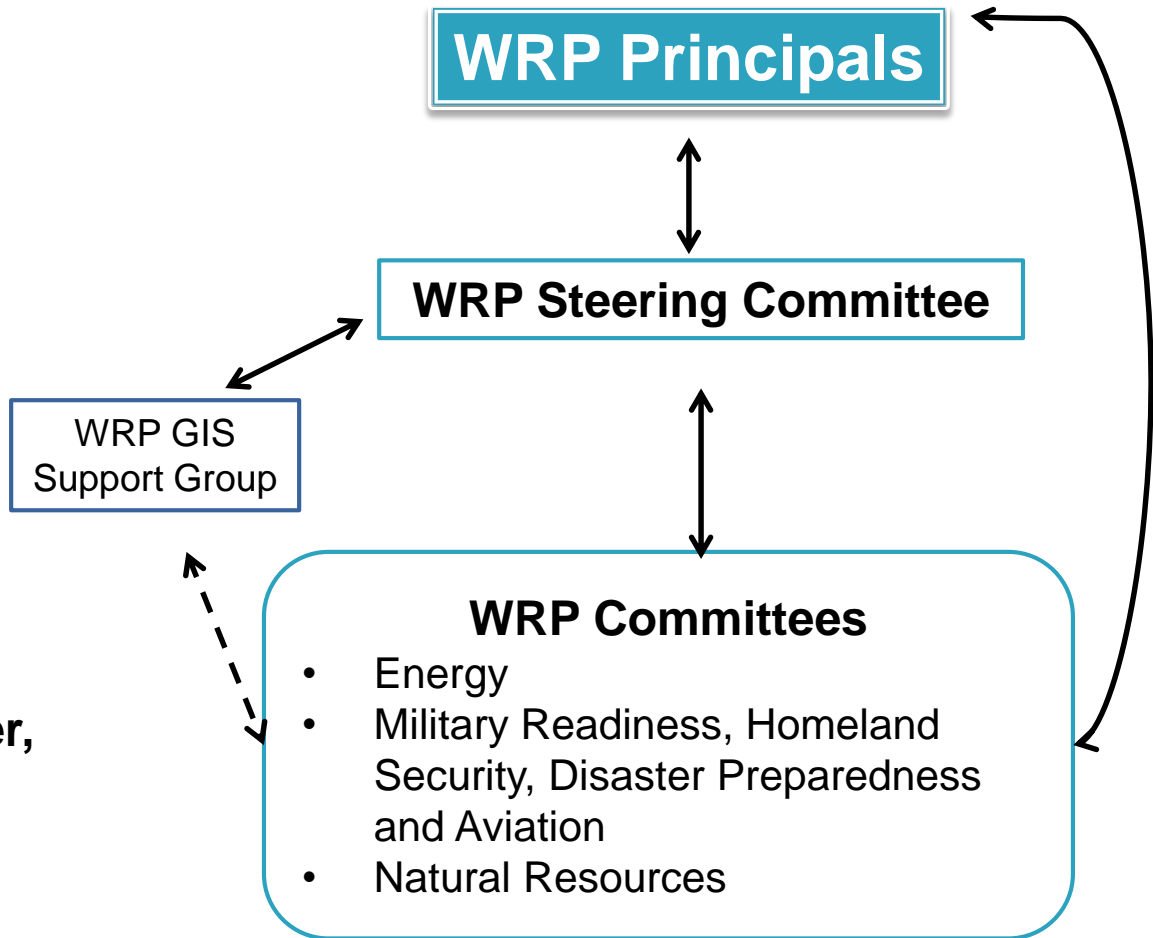 WRP Principals
WRP Steering Committee
WRP GIS
Support Group
WRP Committees
• Energy
• Military Readiness, Homeland
Security, Disaster Preparedness
and Aviation
• Natural Resources
er,